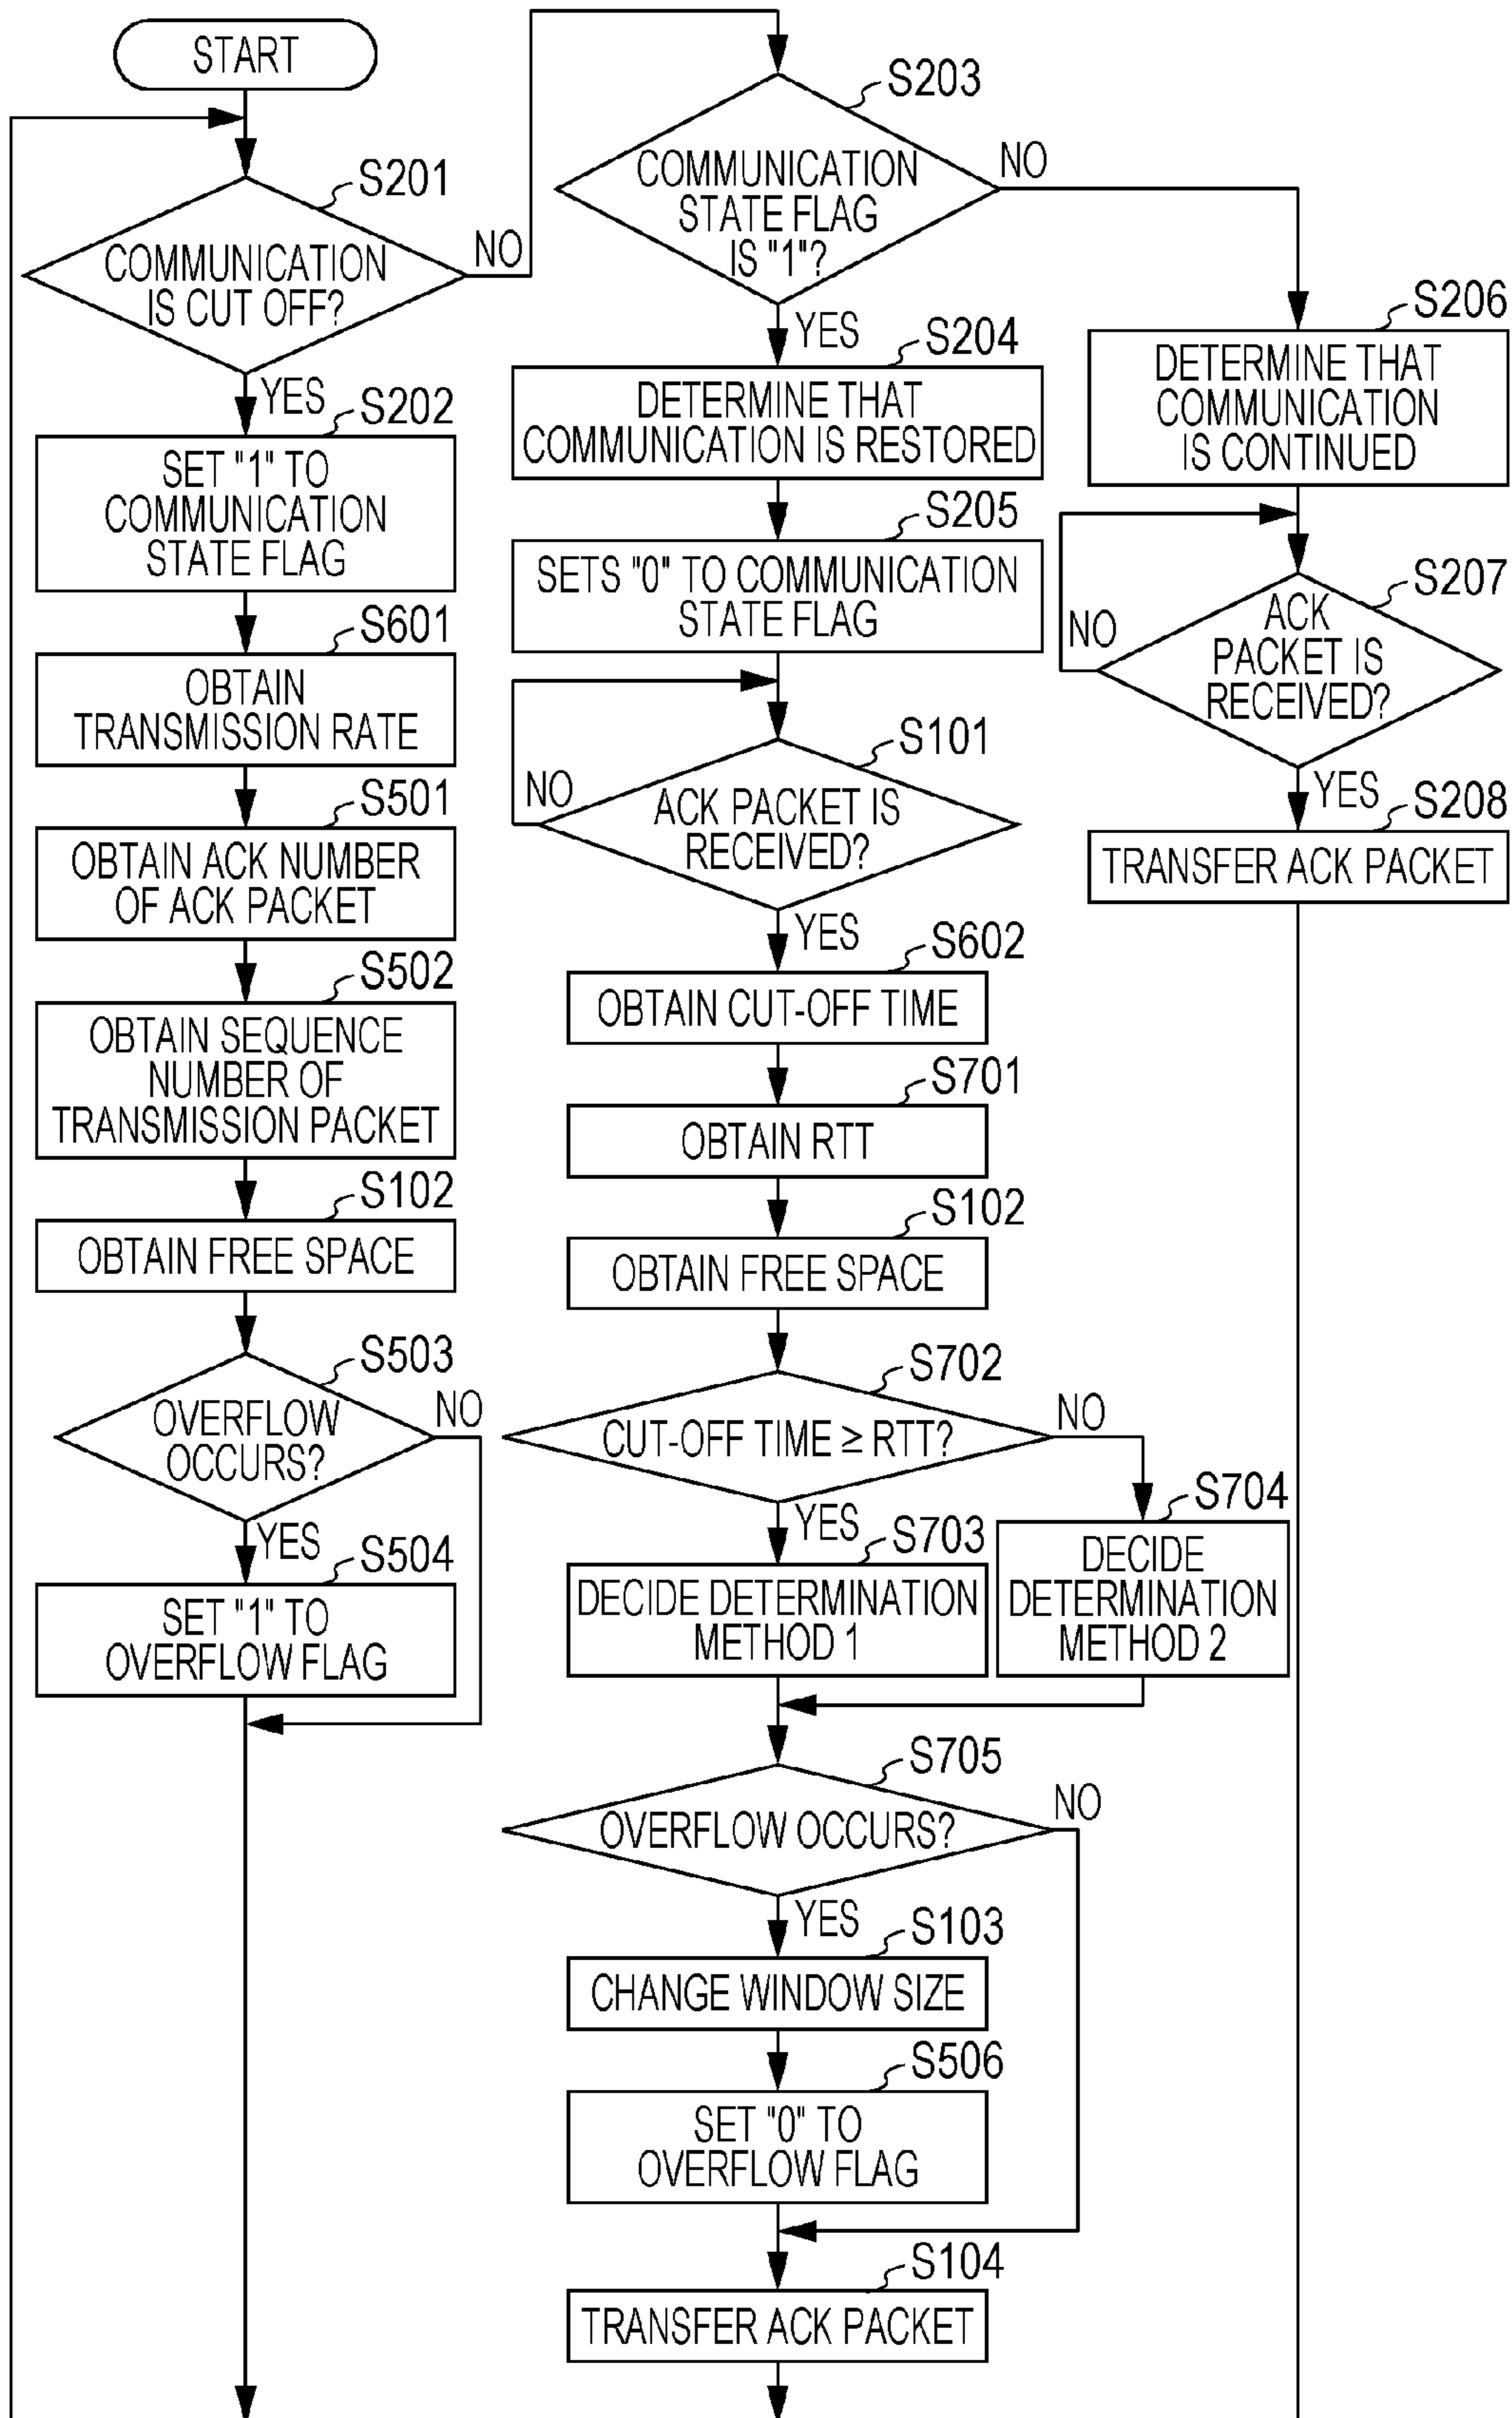 START
S201
COMMUNICATION
IS CUT OFF?
NO
YES
S202
SET "1" TO
COMMUNICATION
STATE FLAG
S601
OBTAIN
TRANSMISSION RATE
S501
OBTAIN ACK NUMBER
OF ACK PACKET
S502
OBTAIN SEQUENCE
NUMBER OF
TRANSMISSION PACKET
S102
OBTAIN FREE SPACE
S503
OVERFLOW
OCCURS?
NO
YES
S504
SET "1" TO
OVERFLOW FLAG
S203
COMMUNICATION
STATE FLAG
IS "1"?
NO
YES
S204
DETERMINE THAT
COMMUNICATION IS RESTORED
S205
SETS "0" TO COMMUNICATION
STATE FLAG
S101
NO
ACK PACKET IS
RECEIVED?
YES
S602
OBTAIN CUT-OFF TIME
S701
OBTAIN RTT
S102
OBTAIN FREE SPACE
S702
CUT-OFF TIME ≥ RTT?
NO
YES
S703
DECIDE DETERMINATION
METHOD 1
S704
DECIDE
DETERMINATION
METHOD 2
S705
OVERFLOW OCCURS?
NO
YES
S103
CHANGE WINDOW SIZE
S506
SET "0" TO
OVERFLOW FLAG
S104
TRANSFER ACK PACKET
S206
DETERMINE THAT
COMMUNICATION
IS CONTINUED
S207
NO
ACK
PACKET IS
RECEIVED?
YES
S208
TRANSFER ACK PACKET